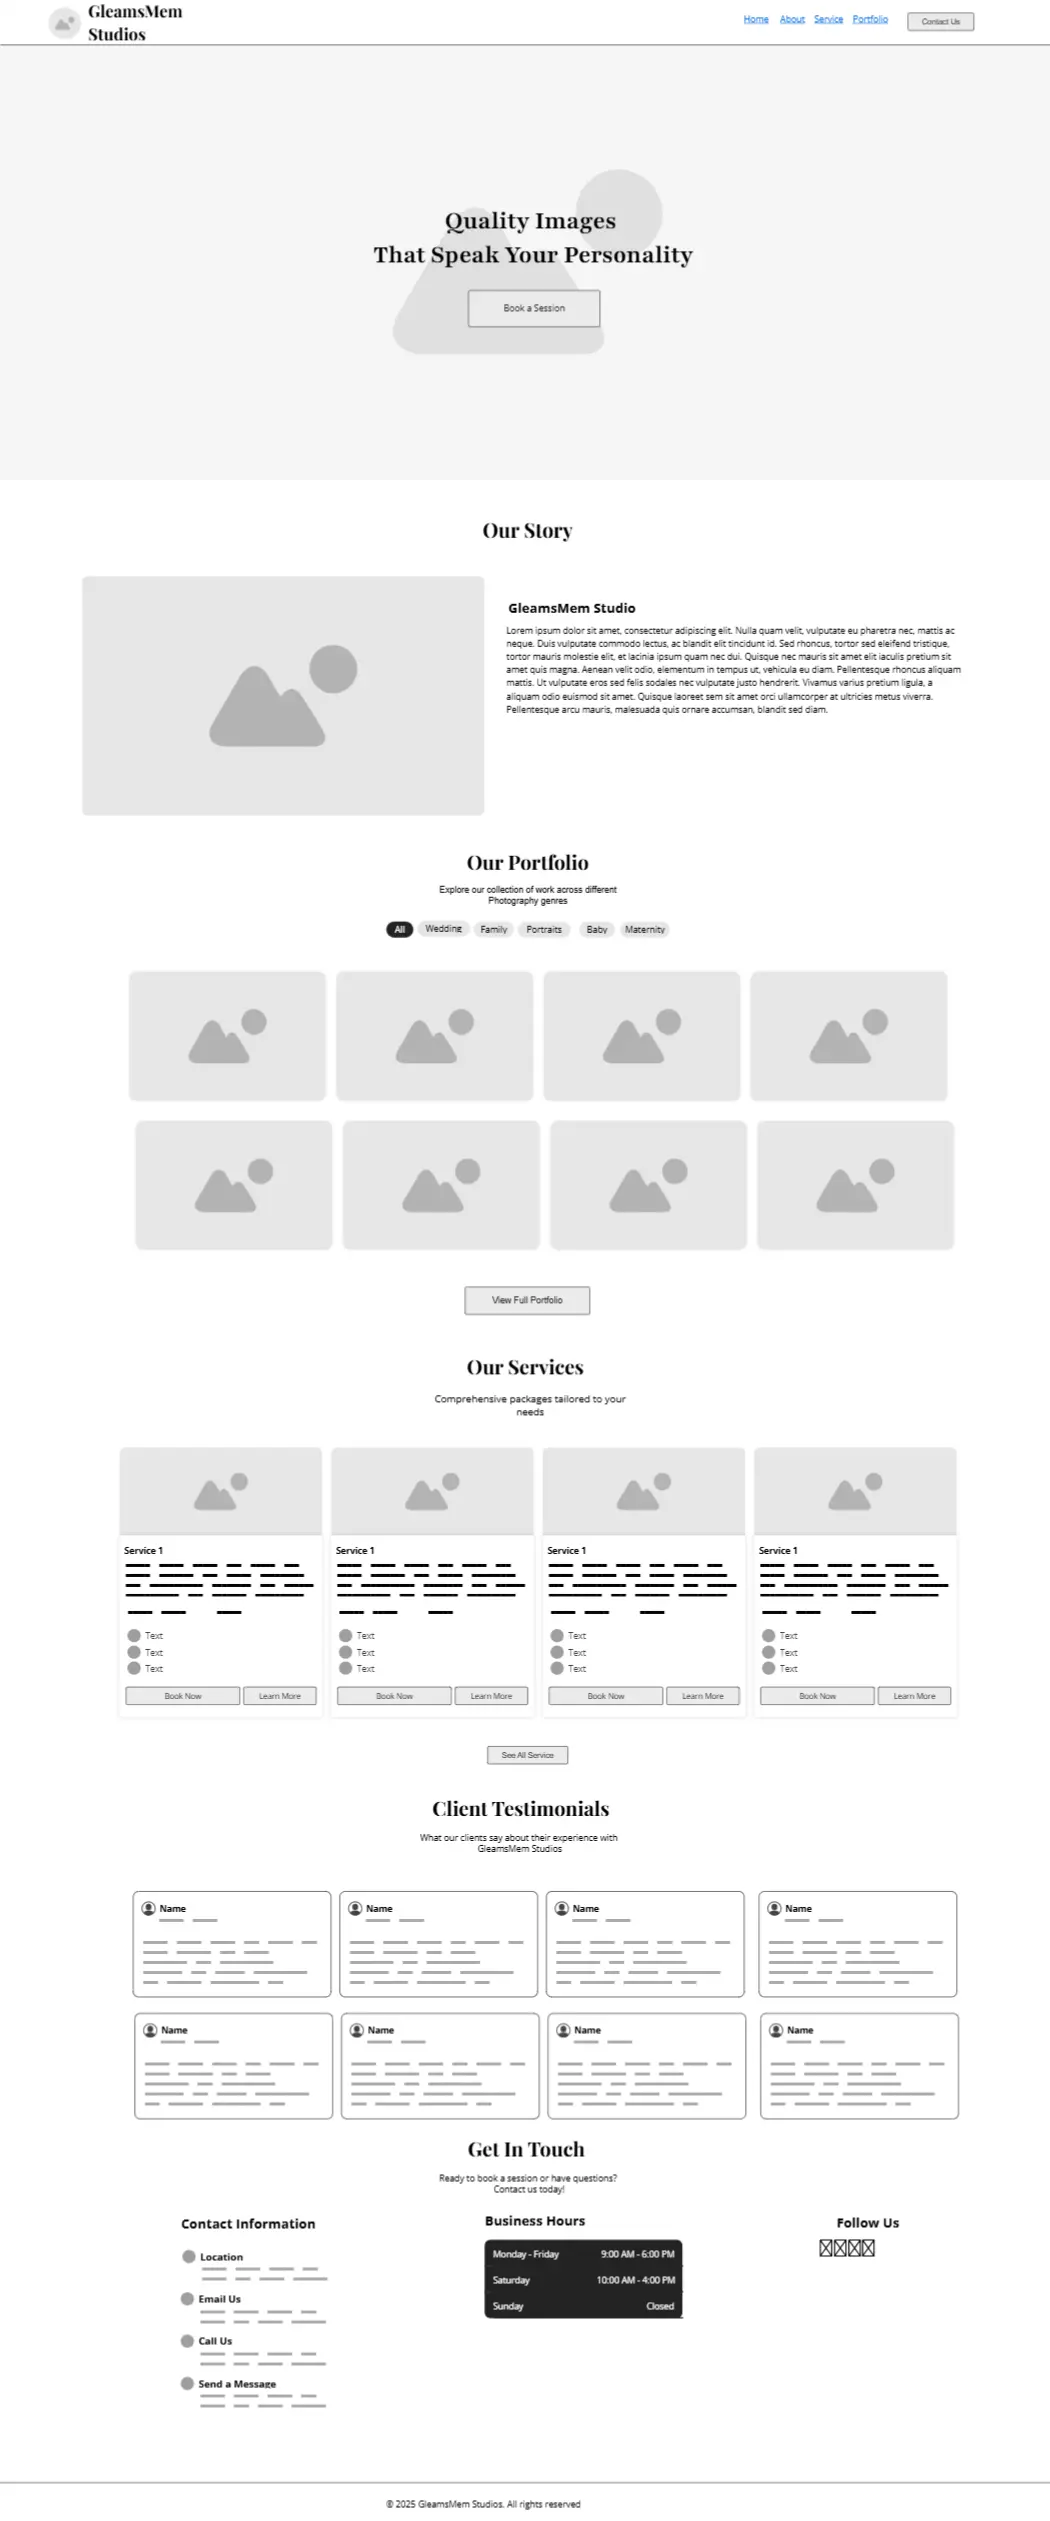 GleamsMem
Studios
Home About Service Portfolio Contact Us
Quality Images
That Speak Your Personality
Book a Session
Our Story
GleamsMem Studio
Lorem ipsum dolor sit amet, consectetur adipiscing elit. Nulla quam velit, vulputate eu pharetra nec, mattis ac
neque. Duis vulputate commodo lectus, ac blandit elit tincidunt id. Sed rhoncus, tortor sed eleifend tristique,
tortor mauris molestie elit, et lacinia ipsum quam nec dui. Quisque nec mauris sit amet elit iaculis pretium sit
amet quis magna. Aenean velit odio, elementum in tempus ut, vehicula eu diam. Pellentesque rhoncus aliquam
mattis. Ut vulputate eros sed felis sodales nec vulputate justo hendrerit. Vivamus varius pretium ligula, a
aliquam odio euismod sit amet. Quisque laoreet sem sit amet orci ullamcorper at ultricies metus viverra.
Pellentesque arcu mauris, malesuada quis ornare accumsan, blandit sed diam.
Our Portfolio
Explore our collection of work across different
Photography genres
All Wedding Family Portraits Baby Maternity
View Full Portfolio
Our Services
Comprehensive packages tailored to your
needs
Service 1 Service 1 Service 1 Service 1
Text Text Text Text
Text Text Text Text
Text Text Text Text
Book Now Learn More Book Now Learn More Book Now Learn More Book Now Learn More
See All Service
Client Testimonials
What our clients say about their experience with
GleamsMem Studios
Name Name Name Name
Name Name Name Name
Get In Touch
Ready to book a session or have questions?
Contact us today!
Contact Information
Location
Email Us
Call Us
Send a Message
Business Hours
Monday - Friday 9:00 AM - 6:00 PM
Saturday 10:00 AM - 4:00 PM
Sunday Closed
Follow Us
© 2025 GleamsMem Studios. All rights reserved